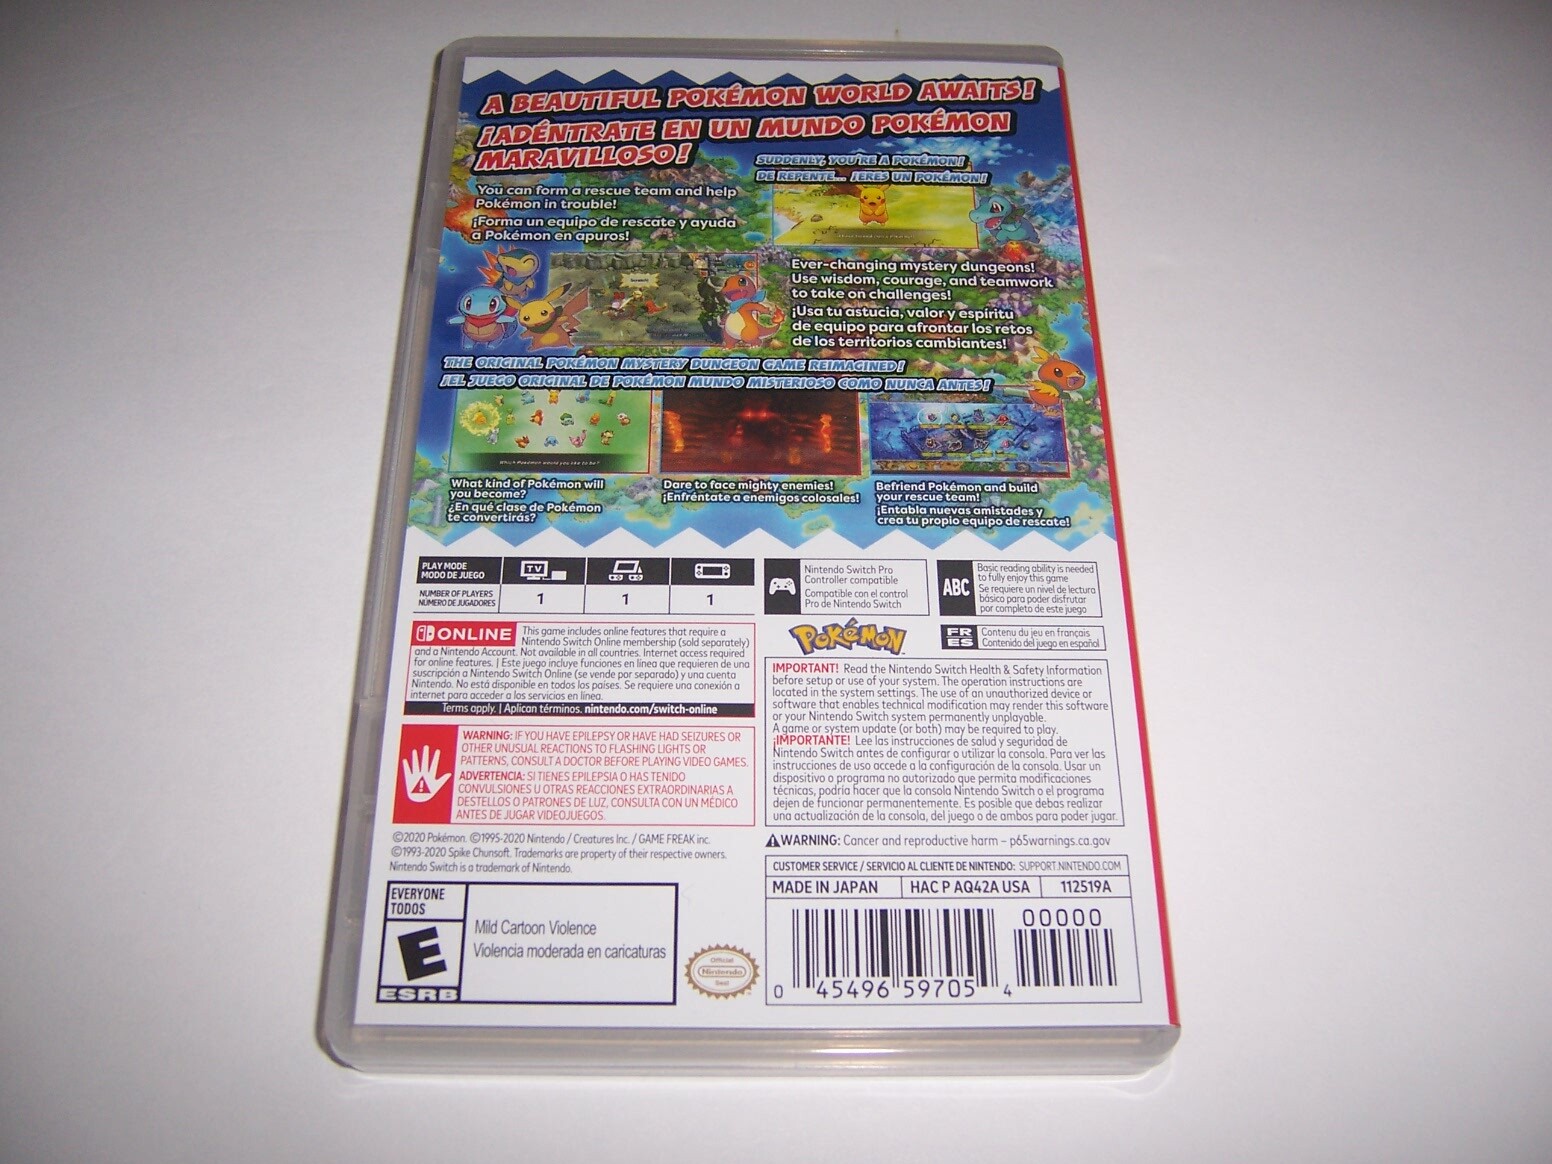 A BEAUTIFUL POKÉMON WORLD AWAITS!
¡ADÉNTRATE EN UN MUNDO POKÉMON
MARAVILLOSO!
You can form a rescue team and help
Pokémon in trouble!
¡Forma un equipo de rescate y ayuda
a Pokémon en apuros!
SUDDENLY, YOU'RE A POKÉMON!
DE REPENTE... ¡ERES UN POKÉMON!
Ever-changing mystery dungeons!
Use wisdom, courage, and teamwork
to take on challenges!
¡Usa tu astucia, valor y espíritu
de equipo para afrontar los retos
de los territorios cambiantes!
THE ORIGINAL POKÉMON MYSTERY DUNGEON GAME REIMAGINED!
¡EL JUEGO ORIGINAL DE POKÉMON MUNDO MISTERIOSO COMO NUNCA ANTES!
Which Pokémon would you like to be?
What kind of Pokémon will
you become?
¿En qué clase de Pokémon
te convertirás?
Dare to face mighty enemies!
¡Enfréntate a enemigos colosales!
Befriend Pokémon and build
your rescue team!
¡Entabla nuevas amistades y
crea tu propio equipo de rescate!
PLAY MODE
MODO DE JUEGO
TV
NUMBER OF PLAYERS
NÚMERO DE JUGADORES
1 1 1
Nintendo Switch Pro
Controller compatible
Compatible con el control
Pro de Nintendo Switch
ABC
Basic reading ability is needed
to fully enjoy this game
Se requiere un nivel de lectura
básico para poder disfrutar
por completo de este juego
ONLINE
This game includes online features that require a
Nintendo Switch Online membership (sold separately)
and a Nintendo Account. Not available in all countries. Internet access required
for online features. | Este juego incluye funciones en línea que requieren de una
suscripción a Nintendo Switch Online (se vende por separado) y una cuenta
Nintendo. No está disponible en todos los países. Se requiere una conexión a
internet para acceder a los servicios en línea.
Terms apply. | Aplican términos. nintendo.com/switch-online
POKÉMON
FR
ES
Contenu du jeu en français
Contenido del juego en español
IMPORTANT! Read the Nintendo Switch Health & Safety Information
before setup or use of your system. The operation instructions are
located in the system settings. The use of an unauthorized device or
software that enables technical modification may render this software
or your Nintendo Switch system permanently unplayable.
A game or system update (or both) may be required to play.
¡IMPORTANTE! Lee las instrucciones de salud y seguridad de
Nintendo Switch antes de configurar o utilizar la consola. Para ver las
instrucciones de uso accede a la configuración de la consola. Usar un
dispositivo o programa no autorizado que permita modificaciones
técnicas, podría hacer que la consola Nintendo Switch o el programa
dejen de funcionar permanentemente. Es posible que debas realizar
una actualización de la consola, del juego o de ambos para poder jugar.
WARNING: IF YOU HAVE EPILEPSY OR HAVE HAD SEIZURES OR
OTHER UNUSUAL REACTIONS TO FLASHING LIGHTS OR
PATTERNS, CONSULT A DOCTOR BEFORE PLAYING VIDEO GAMES.
ADVERTENCIA: SI TIENES EPILEPSIA O HAS TENIDO
CONVULSIONES U OTRAS REACCIONES EXTRAORDINARIAS A
DESTELLOS O PATRONES DE LUZ, CONSULTA CON UN MÉDICO
ANTES DE JUGAR VIDEOJUEGOS.
©2020 Pokémon. ©1995-2020 Nintendo / Creatures Inc. / GAME FREAK inc.
©1993-2020 Spike Chunsoft. Trademarks are property of their respective owners.
Nintendo Switch is a trademark of Nintendo.
WARNING: Cancer and reproductive harm – p65warnings.ca.gov
CUSTOMER SERVICE / SERVICIO AL CLIENTE DE NINTENDO: SUPPORT.NINTENDO.COM
MADE IN JAPAN HAC P AQ42A USA 112519A
EVERYONE
TODOS
E
ESRB
Mild Cartoon Violence
Violencia moderada en caricaturas
Official
Nintendo
Seal
00000
0 45496 59705 4